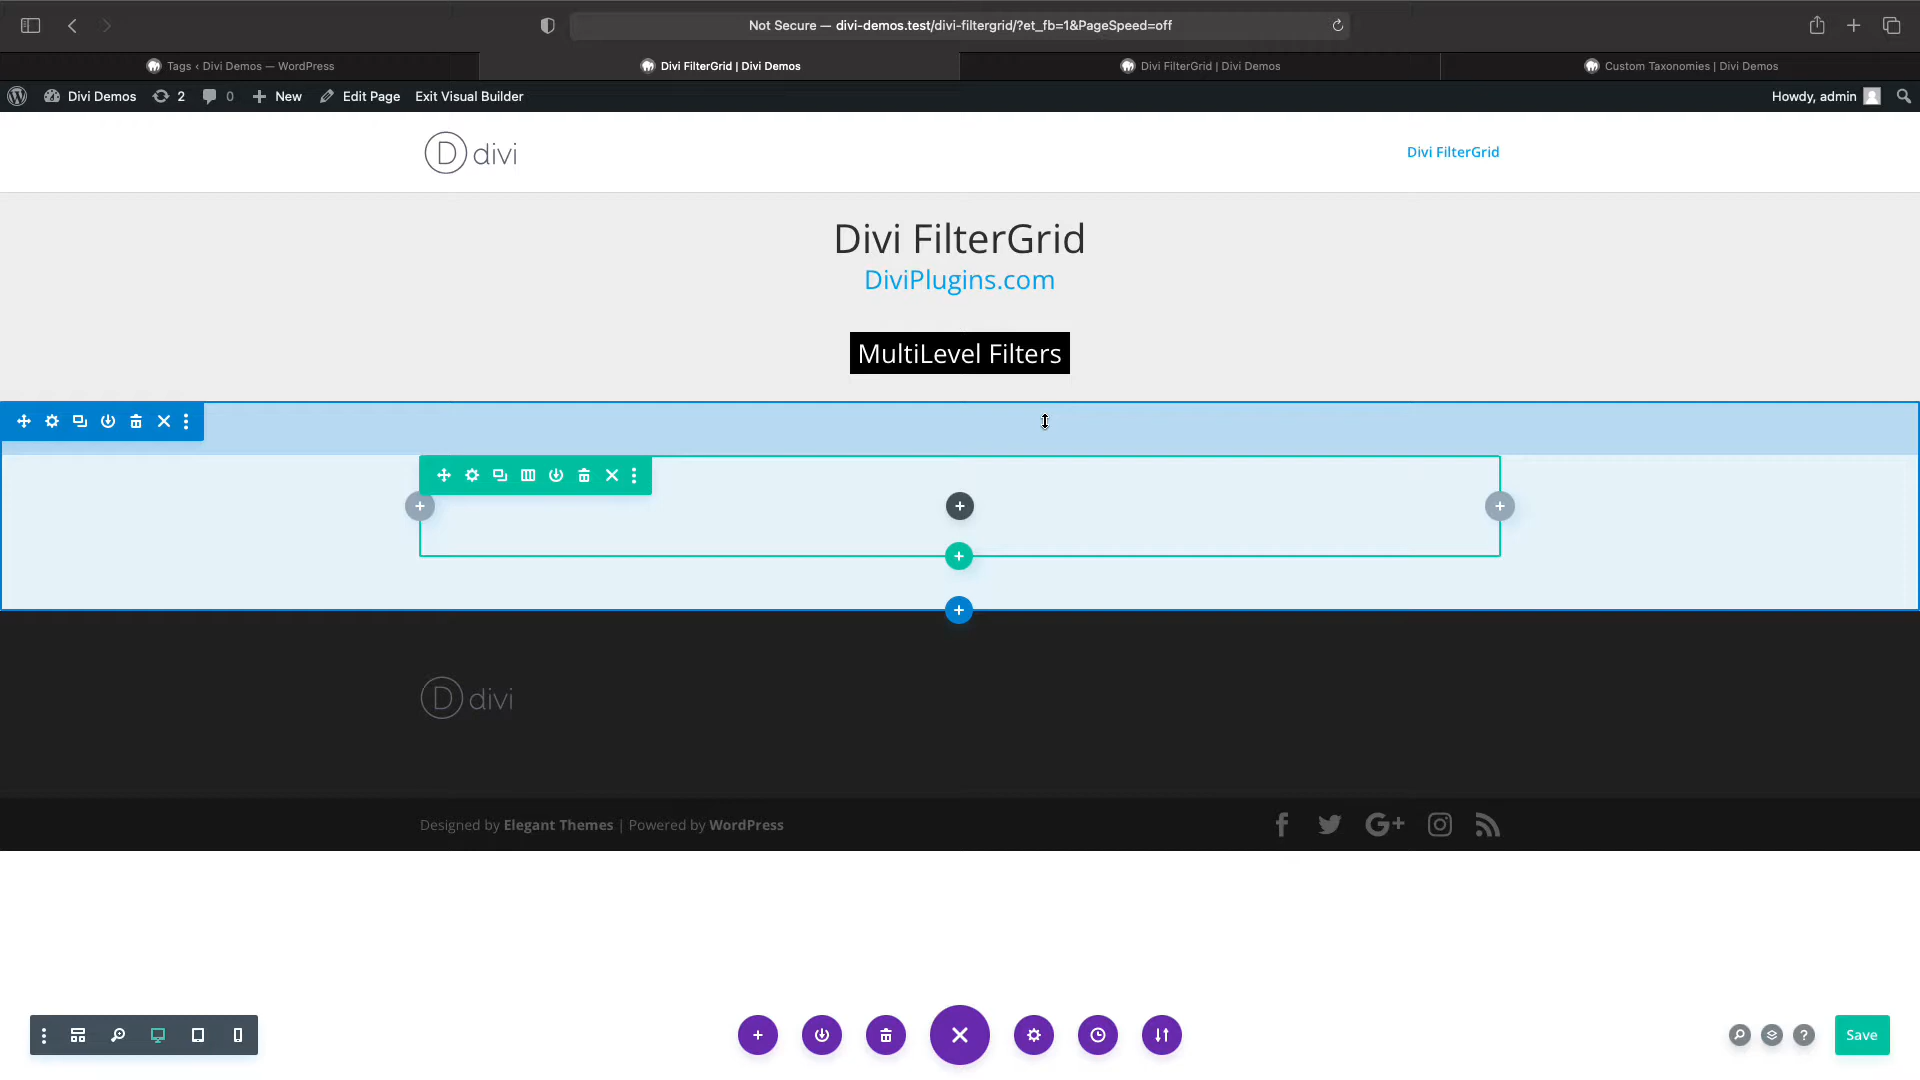 Not Secure — divi-demos.test/divi-filtergrid/?et_fb=1&PageSpeed=off
Tags ‹ Divi Demos — WordPress
Divi FilterGrid | Divi Demos
Divi FilterGrid | Divi Demos
Custom Taxonomies | Divi Demos
Divi Demos
2
0
New
Edit Page
Exit Visual Builder
Howdy, admin
D divi
Divi FilterGrid
Divi FilterGrid
DiviPlugins.com
MultiLevel Filters
D divi
Designed by Elegant Themes | Powered by WordPress
G+
?
Save